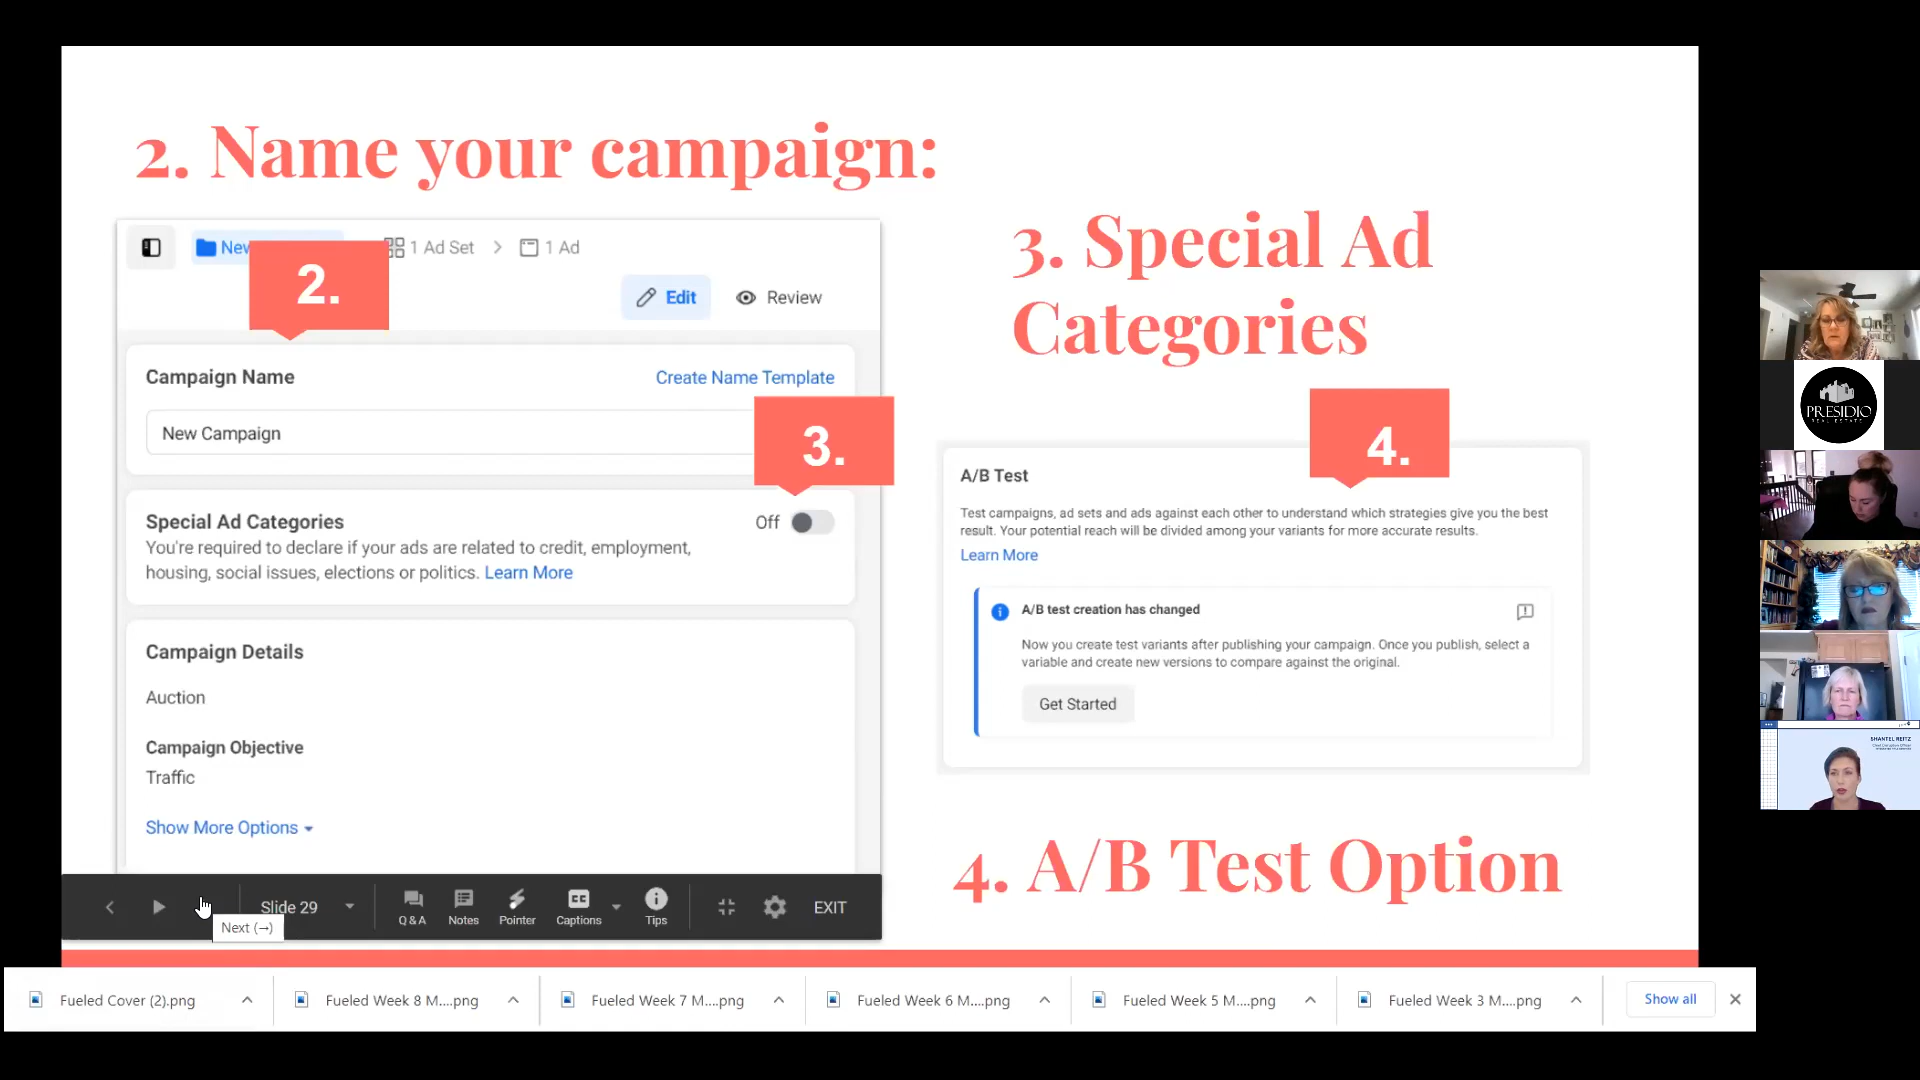 2. Name your campaign:
New
1 Ad Set
1 Ad
2.
Edit
Review
Campaign Name
Create Name Template
New Campaign
3.
Special Ad Categories
Off
You're required to declare if your ads are related to credit, employment,
housing, social issues, elections or politics. Learn More
Campaign Details
Auction
Campaign Objective
Traffic
Show More Options
3. Special Ad
Categories
4.
A/B Test
Test campaigns, ad sets and ads against each other to understand which strategies give you the best
result. Your potential reach will be divided among your variants for more accurate results.
Learn More
A/B test creation has changed
Now you create test variants after publishing your campaign. Once you publish, select a
variable and create new versions to compare against the original.
Get Started
4. A/B Test Option
Slide 29
Q & A
Notes
Pointer
CC
Captions
Tips
EXIT
Next (→)
Fueled Cover (2).png
Fueled Week 8 M....png
Fueled Week 7 M....png
Fueled Week 6 M....png
Fueled Week 5 M....png
Fueled Week 3 M....png
Show all
PRESIDIO
REAL ESTATE
SHANTEL REITZ